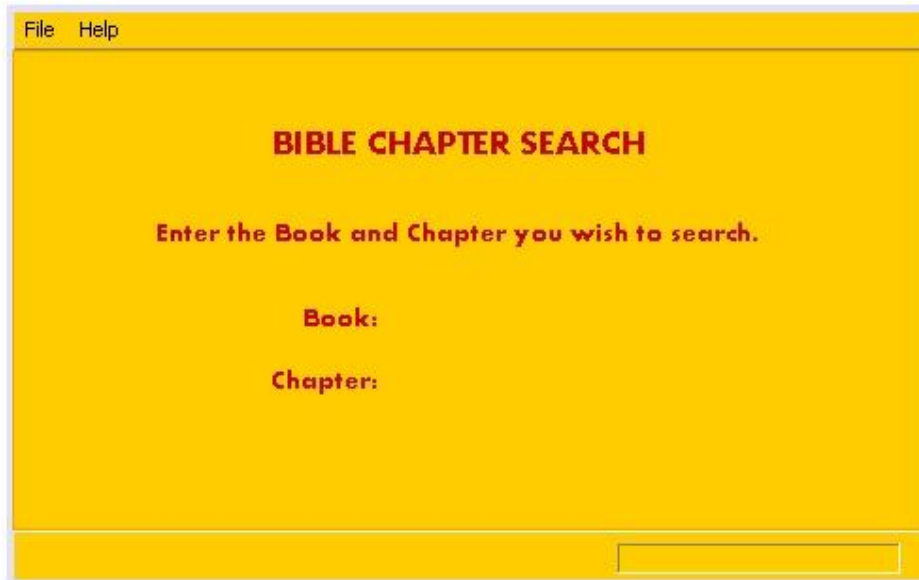 File Help
BIBLE CHAPTER SEARCH
Enter the Book and Chapter you wish to search.
Book:
Chapter: